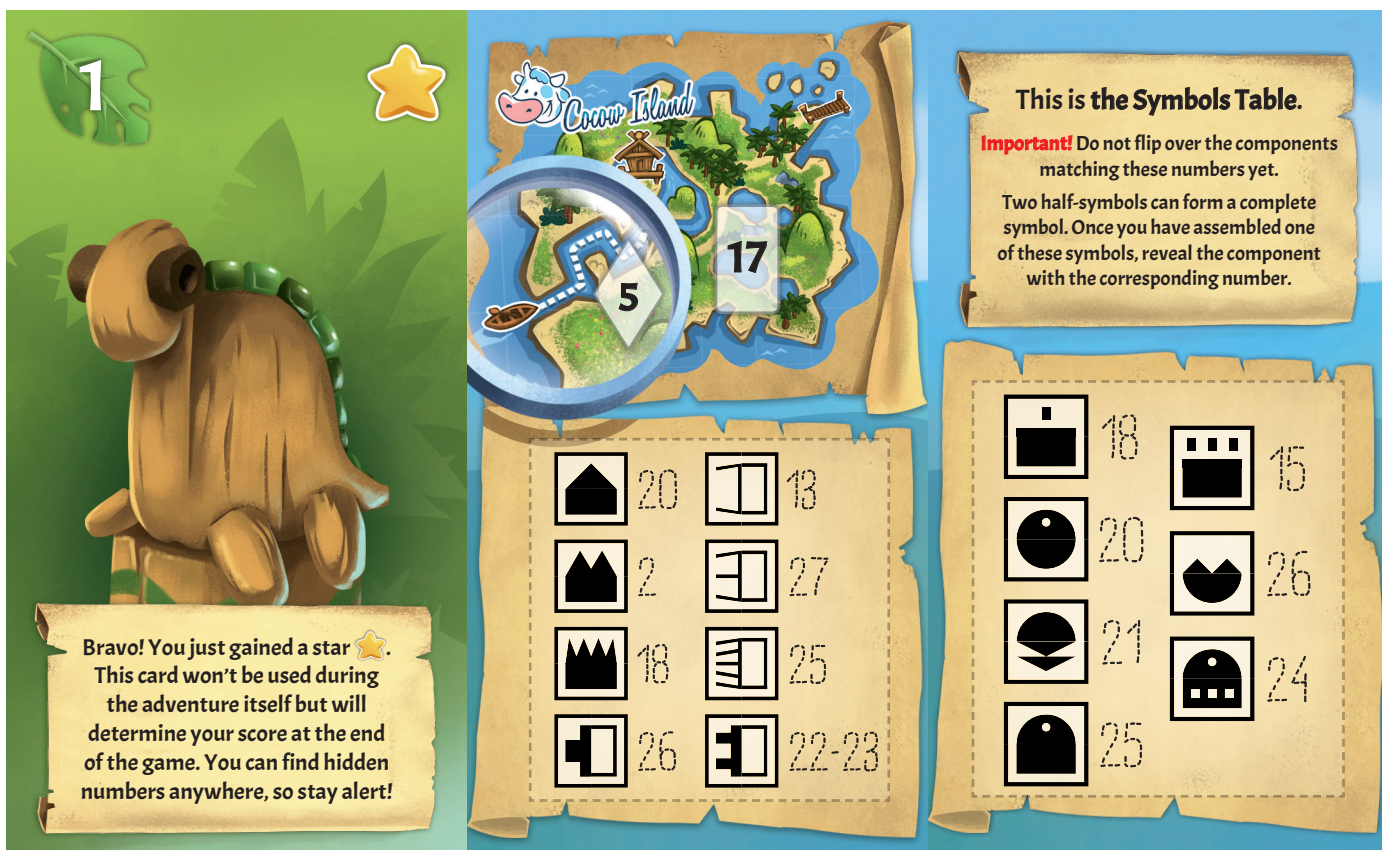 1
Bravo! You just gained a star
.
This card won't be used during
the adventure itself but will
determine your score at the end
of the game. You can find hidden
numbers anywhere, so stay alert!
Cocow Island
17
5
20
13
2
27
18
25
26
22-23
This is the Symbols Table.
Important! Do not flip over the components
matching these numbers yet.
Two half-symbols can form a complete
symbol. Once you have assembled one
of these symbols, reveal the component
with the corresponding number.
18
15
20
26
21
24
25